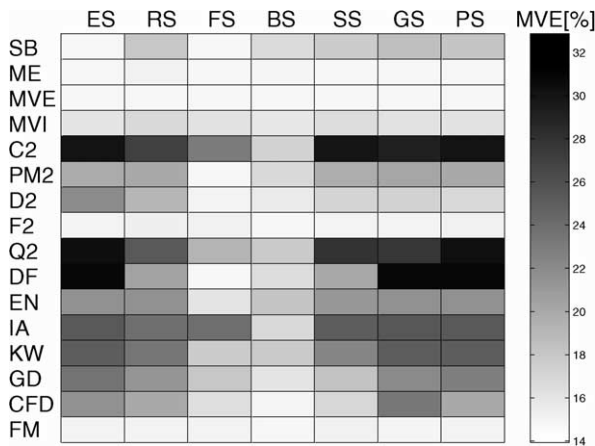 ES RS FS BS SS GS PS MVE[%]
SB
ME
MVE
MVI
C2
PM2
D2
F2
Q2
DF
EN
IA
KW
GD
CFD
FM
32
30
28
26
24
22
20
18
16
14